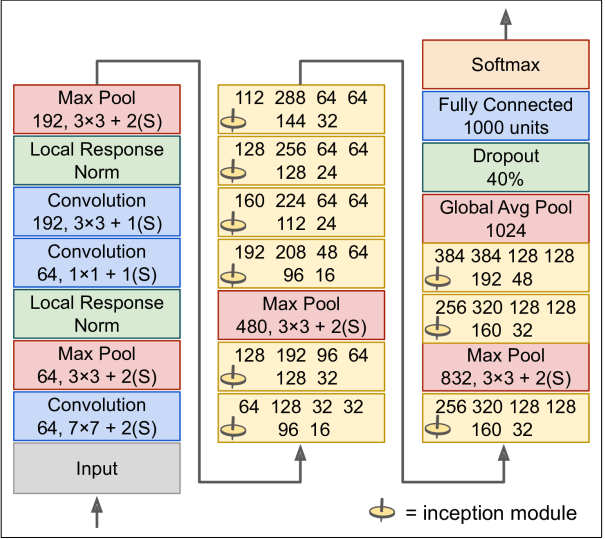 Max Pool
192, 3×3 + 2(S)
Local Response
Norm
Convolution
192, 3×3 + 1(S)
Convolution
64, 1×1 + 1(S)
Local Response
Norm
Max Pool
64, 3×3 + 2(S)
Convolution
64, 7×7 + 2(S)
Input
112 288 64 64
144 32
128 256 64 64
128 24
160 224 64 64
112 24
192 208 48 64
96 16
Max Pool
480, 3×3 + 2(S)
128 192 96 64
128 32
64 128 32 32
96 16
Softmax
Fully Connected
1000 units
Dropout
40%
Global Avg Pool
1024
384 384 128 128
192 48
256 320 128 128
160 32
Max Pool
832, 3×3 + 2(S)
256 320 128 128
160 32
= inception module